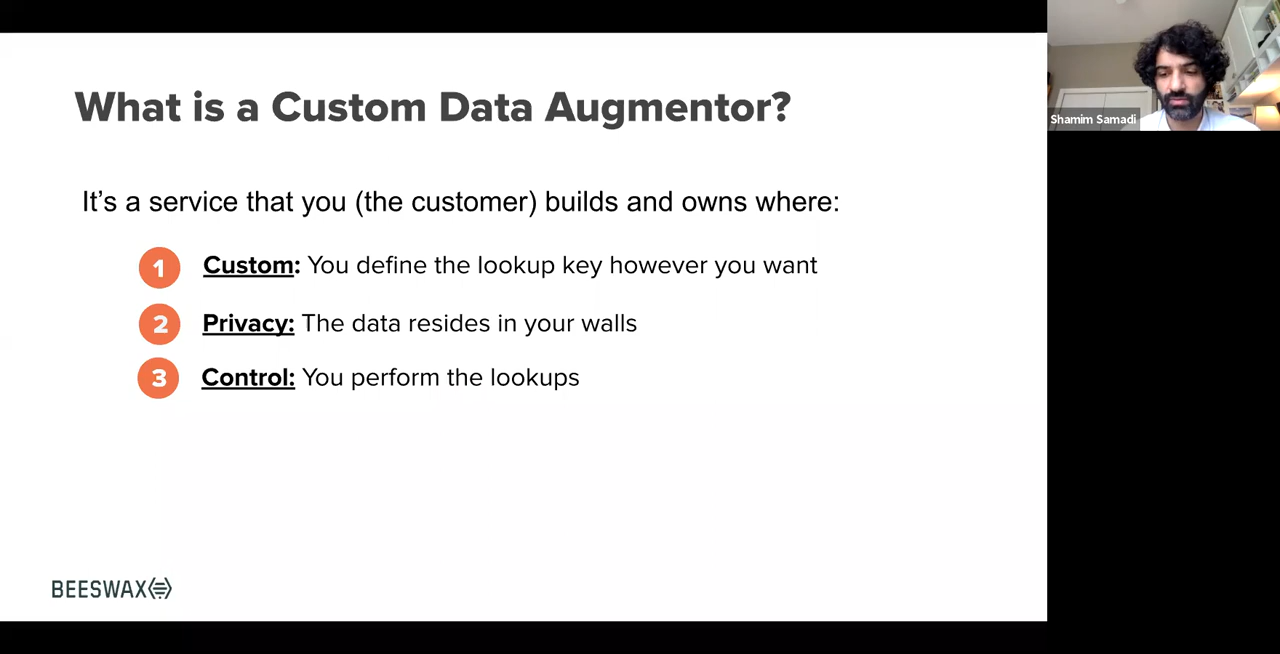 What is a Custom Data Augmentor?
Shamim Samadi
It’s a service that you (the customer) builds and owns where:
1 Custom: You define the lookup key however you want
2 Privacy: The data resides in your walls
3 Control: You perform the lookups
BEESWAX